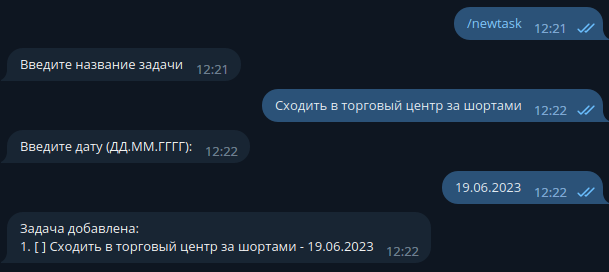 /newtask 12:21
Введите название задачи 12:21
Сходить в торговый центр за шортами 12:22
Введите дату (ДД.ММ.ГГГГ): 12:22
19.06.2023 12:22
Задача добавлена:
1. [ ] Сходить в торговый центр за шортами - 19.06.2023 12:22